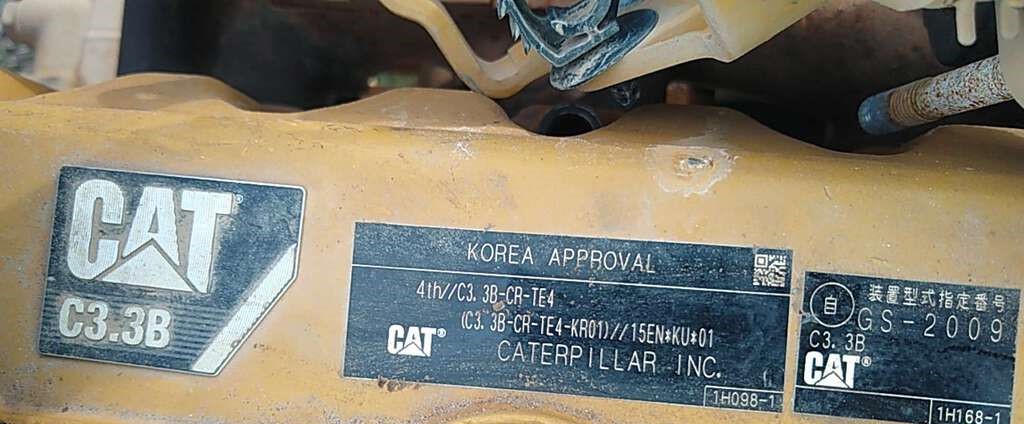 CAT®
C3.3B
KOREA APPROVAL
4th//C3.3B-CR-TE4
(C3.3B-CR-TE4-KR01)//15EN*KU*01
CAT®
CATERPILLAR INC.
1H098-1
自 装置型式指定番号
GS-2009
C3.3B
CAT®
1H168-1